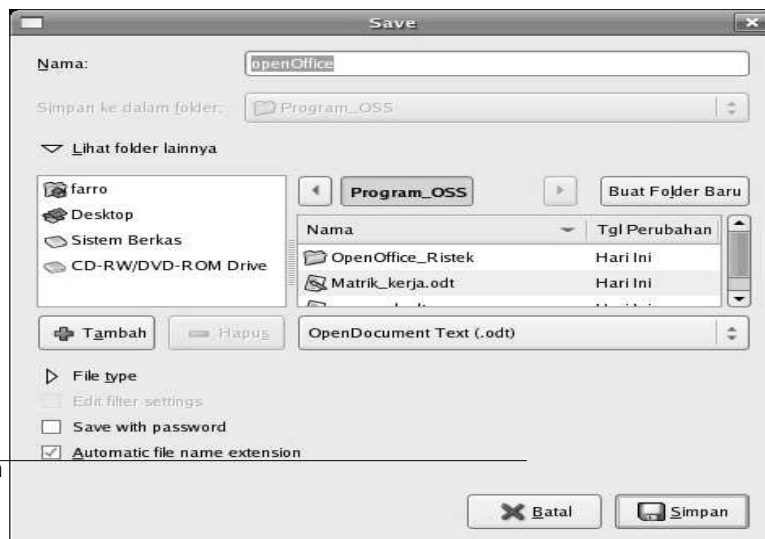 Save
Nama: openOffice
Simpan ke dalam folder: Program_OSS
Lihat folder lainnya
farro
Desktop
Sistem Berkas
CD-RW/DVD-ROM Drive
Program_OSS
Buat Folder Baru
Nama Tgl Perubahan
OpenOffice_Ristek Hari Ini
Matrik_kerja.odt Hari Ini
Tambah Hapus
OpenDocument Text (.odt)
File type
Edit filter settings
Save with password
Automatic file name extension
Batal Simpan